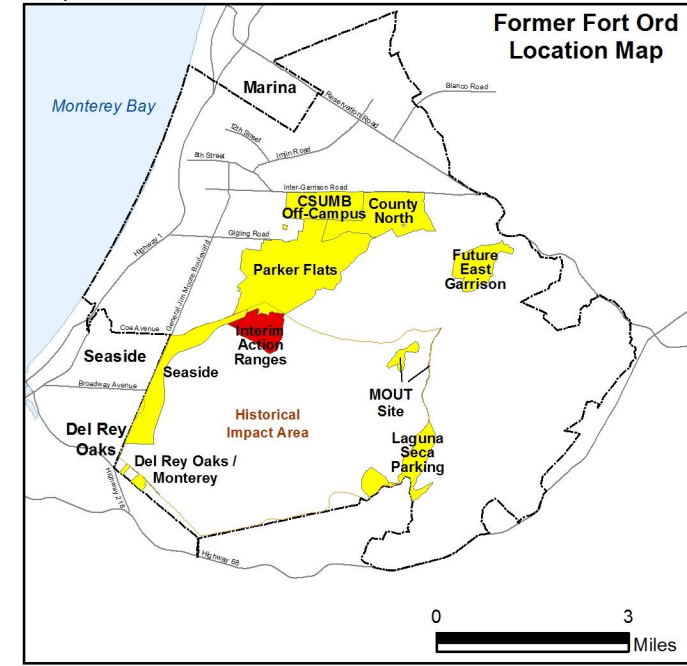 Former Fort Ord
Location Map
Marina
Monterey Bay
Blanco Road
Reservation Road
12th Street
Imjin Road
8th Street
Inter-Garrison Road
CSUMB
Off-Campus
County
North
Gigling Road
Highway 1
General Jim Moore Boulevard
Parker Flats
Future
East
Garrison
Coe Avenue
Interim
Action
Ranges
Seaside
Seaside
Broadway Avenue
MOUT
Site
Historical
Impact Area
Del Rey
Oaks
Laguna
Seca
Parking
Del Rey Oaks /
Monterey
Highway 218
Highway 68
0 3
Miles